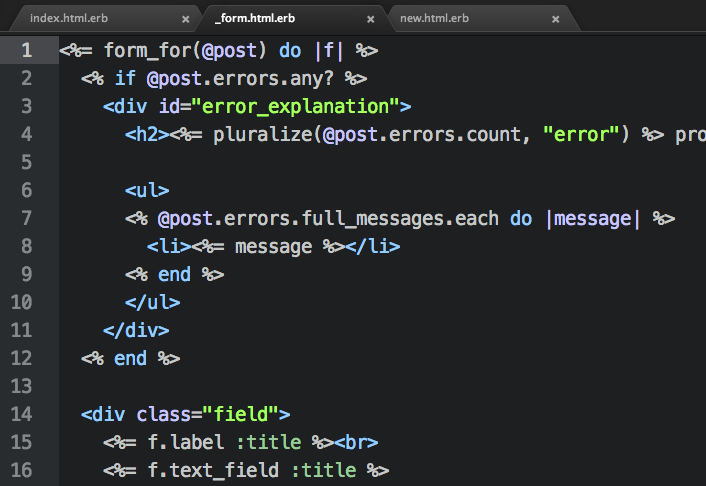 index.html.erb × _form.html.erb × new.html.erb ×
1 <%= form_for(@post) do |f| %>
2 <% if @post.errors.any? %>
3 <div id="error_explanation">
4 <h2><%= pluralize(@post.errors.count, "error") %> pro
5
6 <ul>
7 <% @post.errors.full_messages.each do |message| %>
8 <li><%= message %></li>
9 <% end %>
10 </ul>
11 </div>
12 <% end %>
13
14 <div class="field">
15 <%= f.label :title %><br>
16 <%= f.text_field :title %>